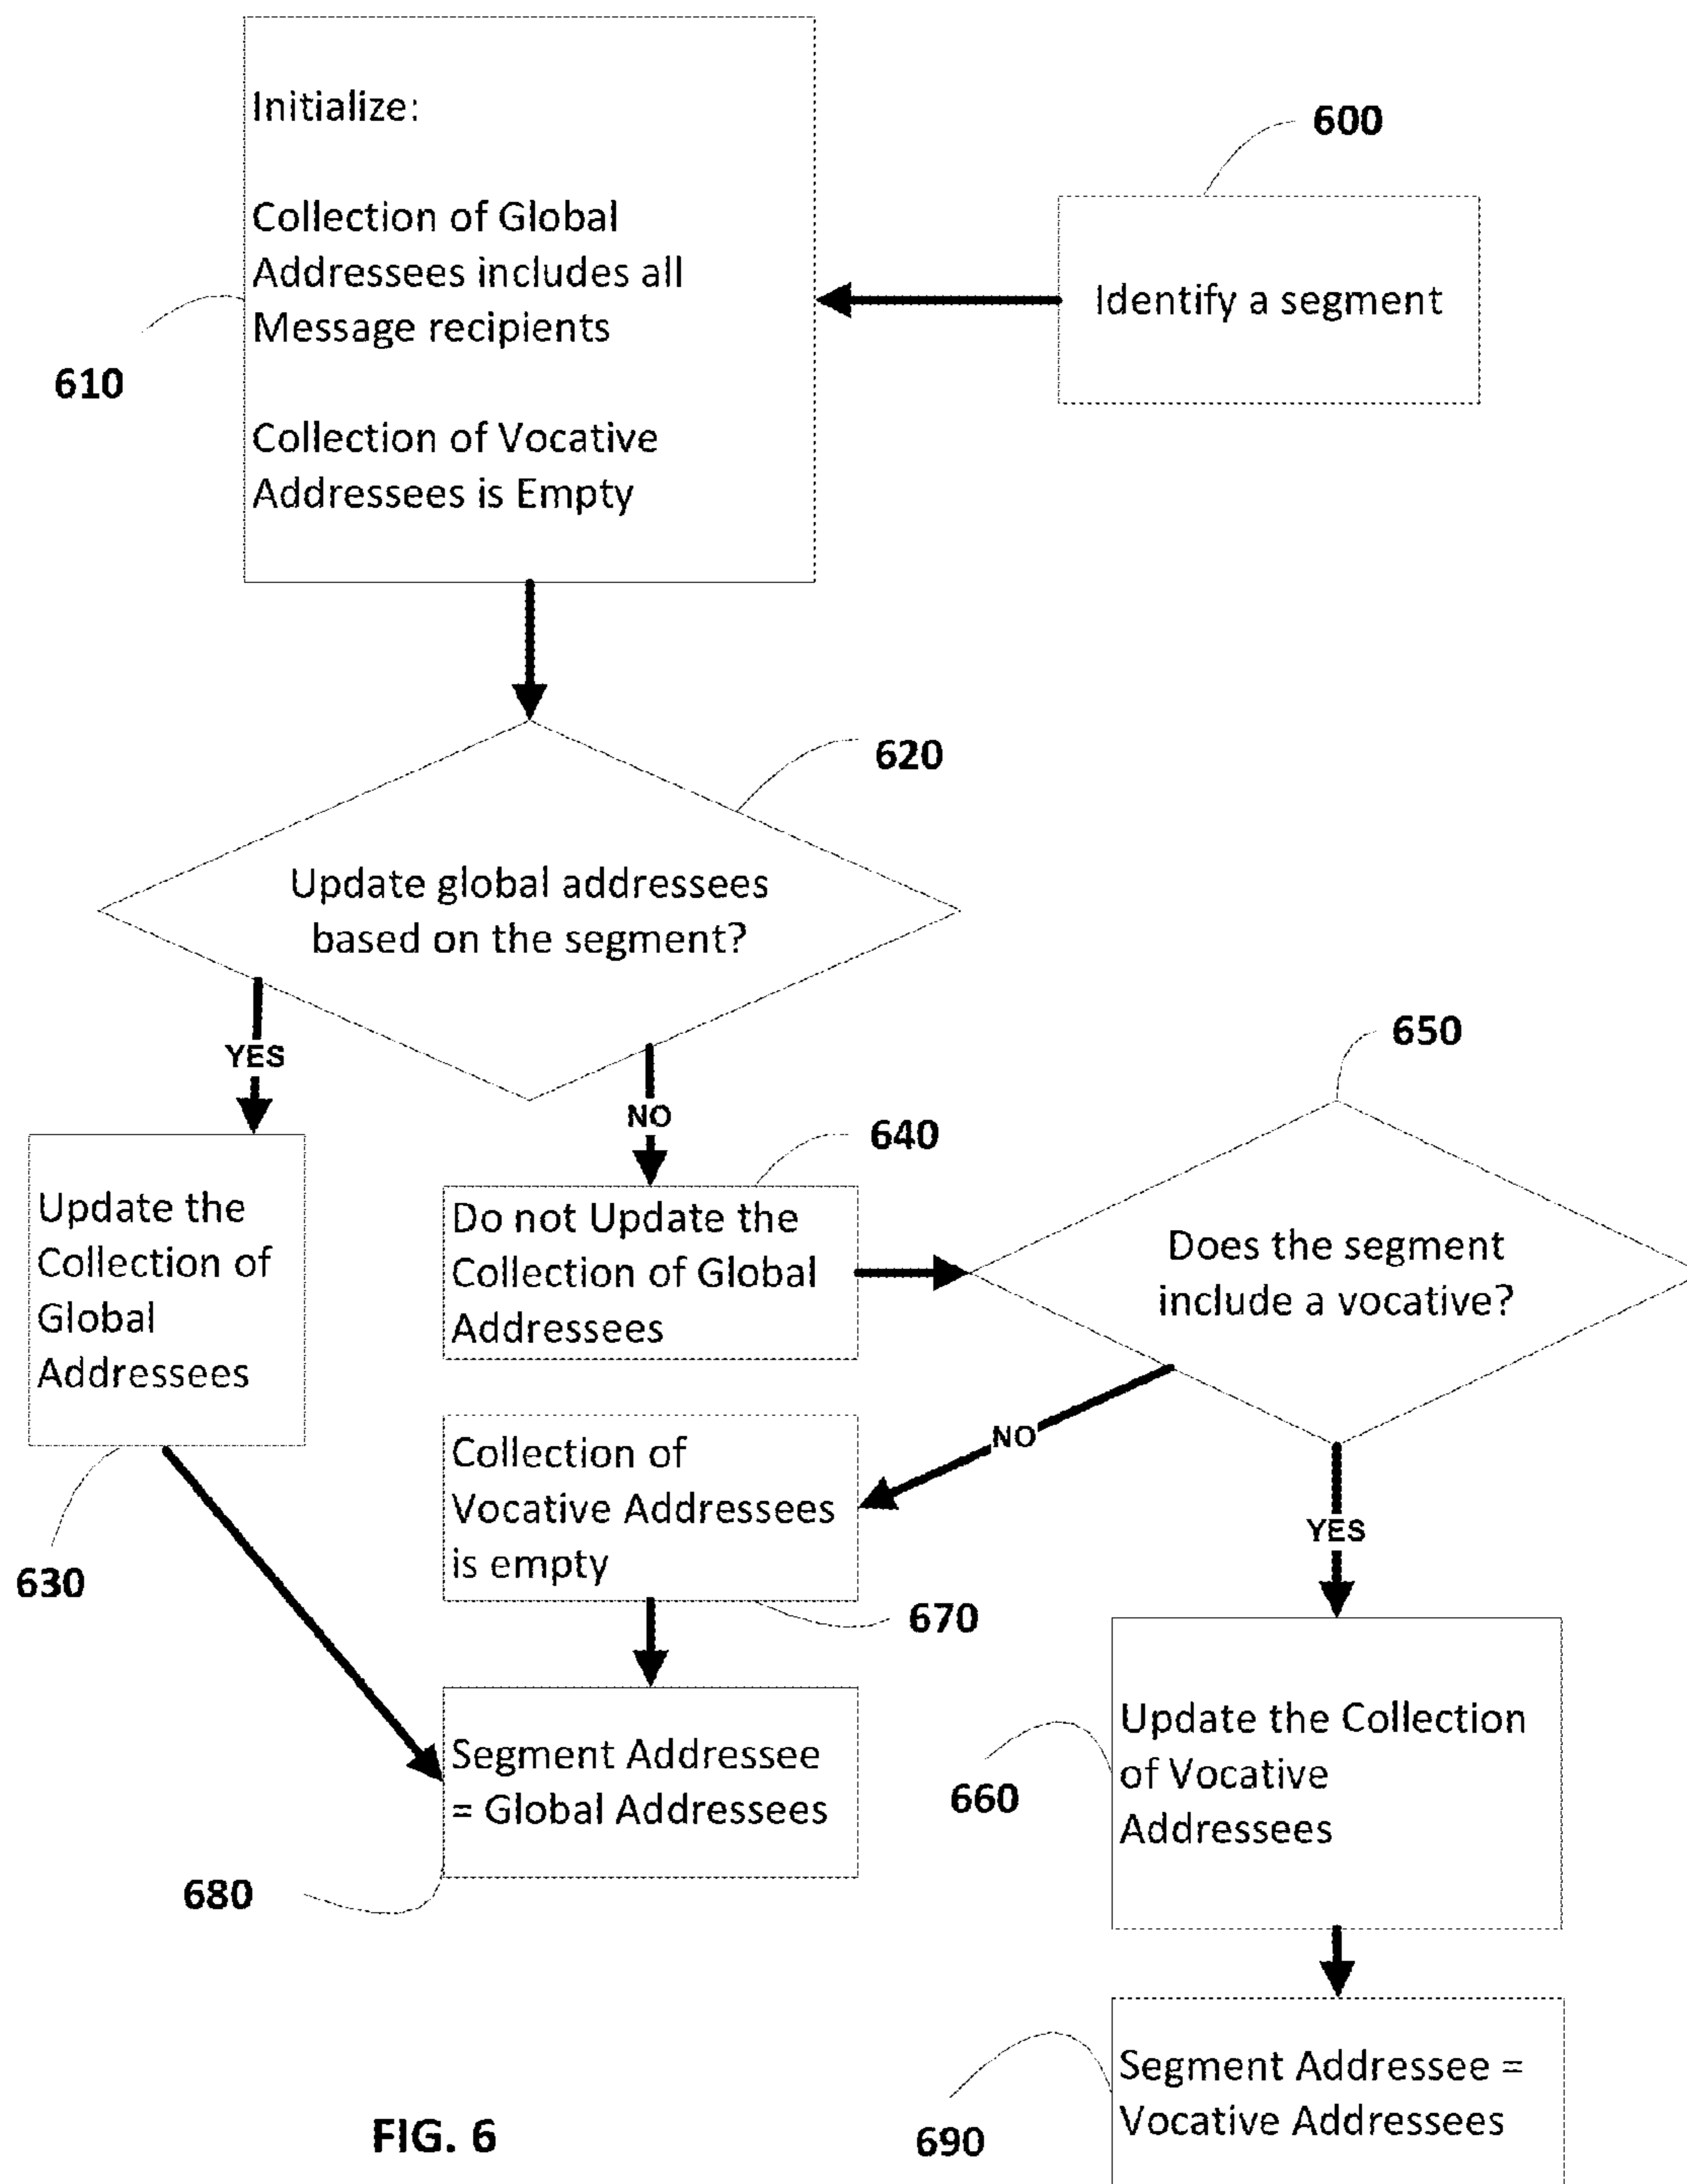 Initialize:
Collection of Global
Addressees includes all
Message recipients
Collection of Vocative
Addressees is Empty
610
600
Identify a segment
620
Update global addressees
based on the segment?
YES
NO
630
Update the
Collection of
Global
Addressees
640
Do not Update the
Collection of Global
Addressees
650
Does the segment
include a vocative?
NO
YES
Collection of
Vocative Addressees
is empty
670
Segment Addressee
= Global Addressees
680
660
Update the Collection
of Vocative
Addressees
690
Segment Addressee =
Vocative Addressees
FIG. 6